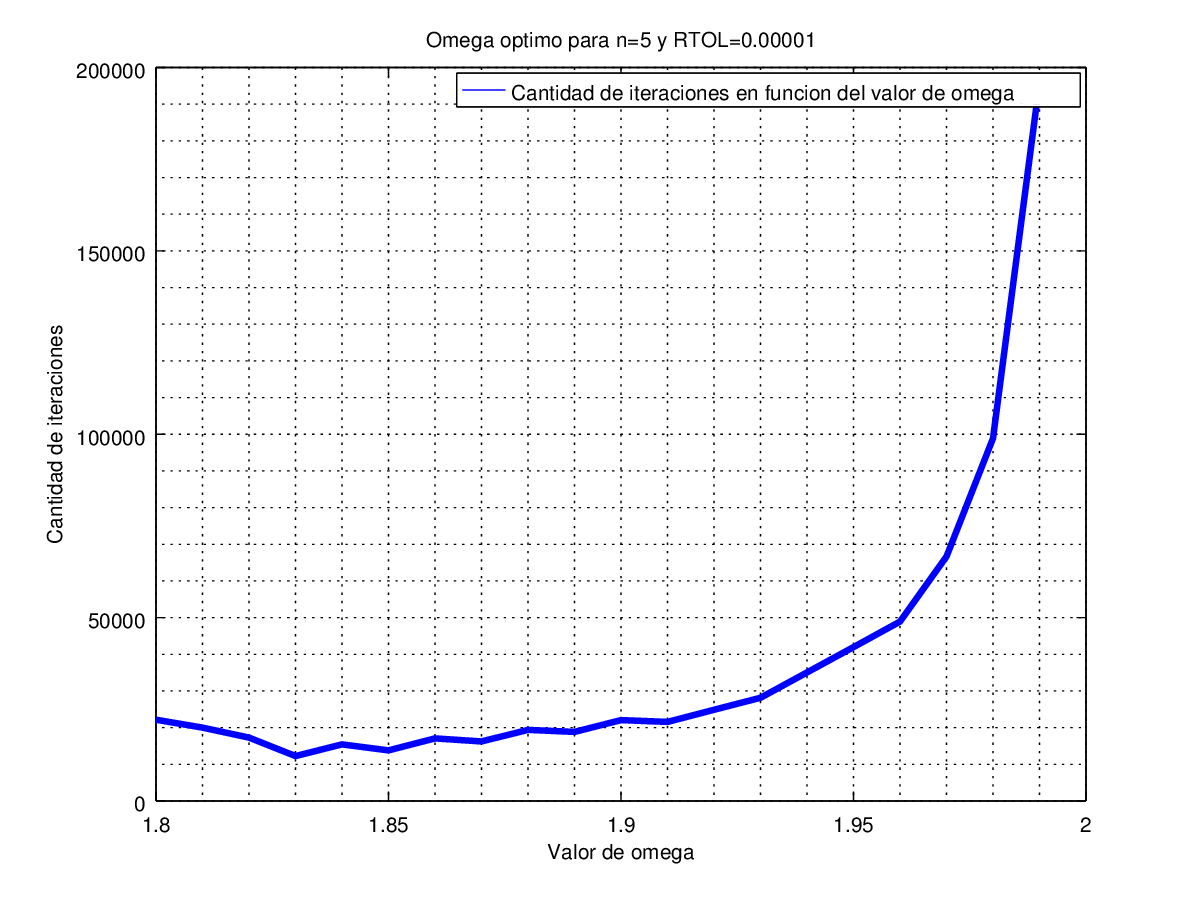 Omega optimo para n=5 y RTOL=0.00001
Cantidad de iteraciones en funcion del valor de omega
200000
150000
100000
50000
0
Cantidad de iteraciones
1.8 1.85 1.9 1.95 2
Valor de omega